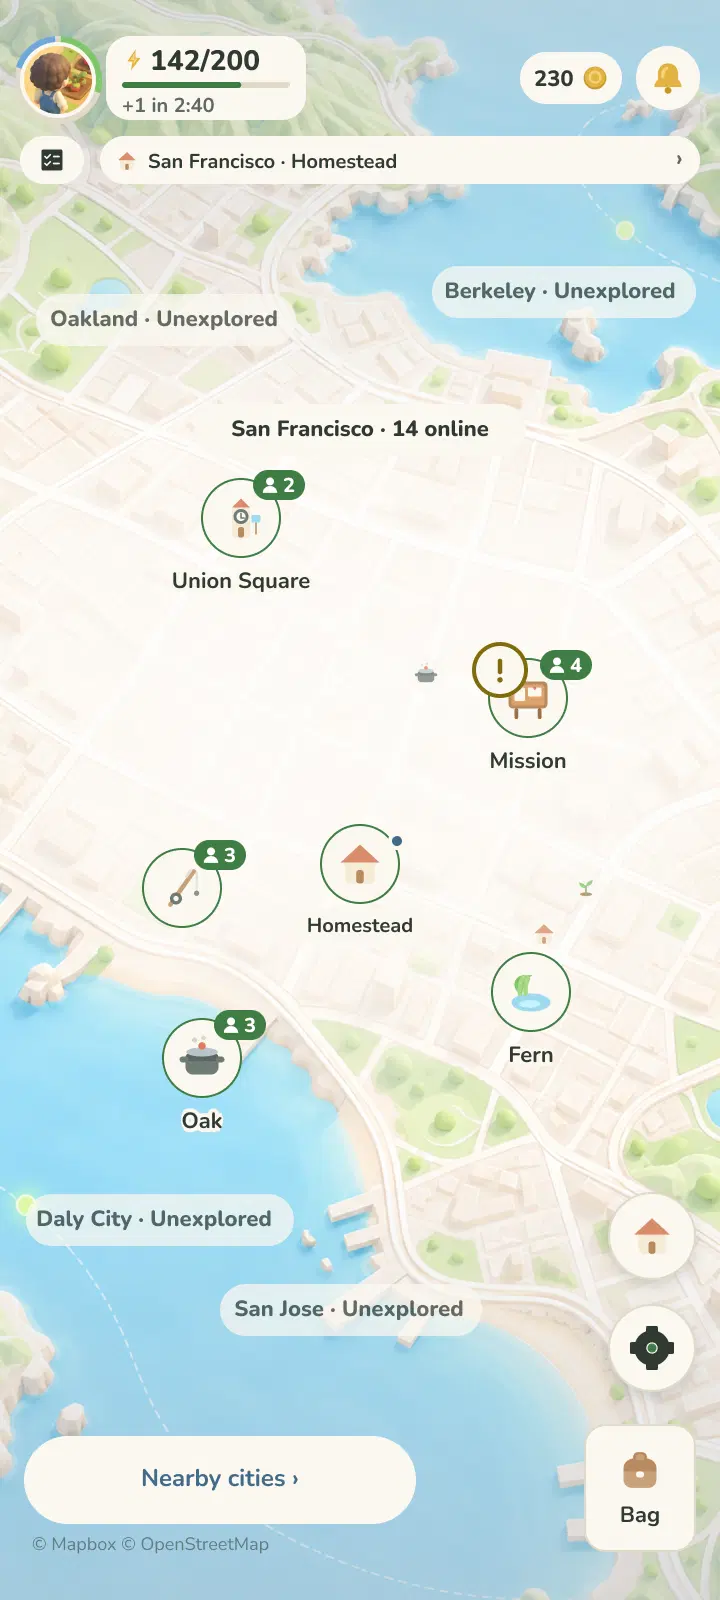 142/200
+1 in 2:40
230
San Francisco · Homestead ›
Oakland · Unexplored
Berkeley · Unexplored
San Francisco · 14 online
2
Union Square
!
4
Mission
3
Homestead
Fern
3
Oak
Daly City · Unexplored
San Jose · Unexplored
Nearby cities ›
Bag
© Mapbox © OpenStreetMap